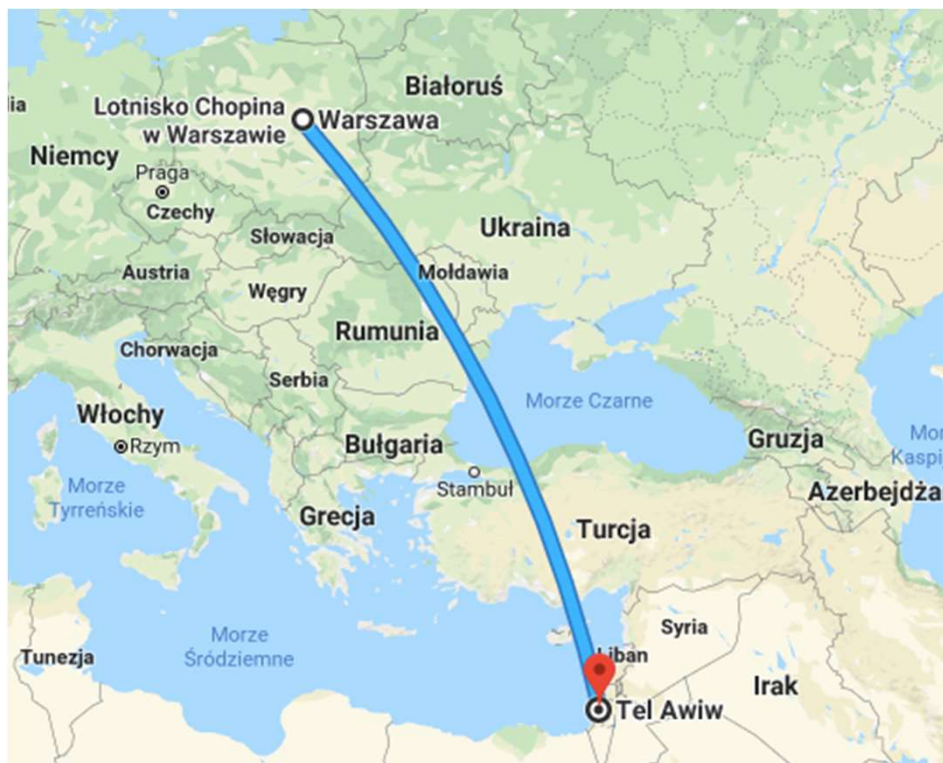 Białoruś
Lotnisko Chopina
w Warszawie
Warszawa
Niemcy
Praga
Czechy
Słowacja
Ukraina
Austria
Mołdawia
Węgry
Rumunia
Chorwacja
Serbia
Morze Czarne
Włochy
Rzym
Bułgaria
Gruzja
Morze
Tyrreńskie
Stambuł
Grecja
Turcja
Syria
Morze
Śródziemne
Tunezja
Liban
Irak
Tel Awiw